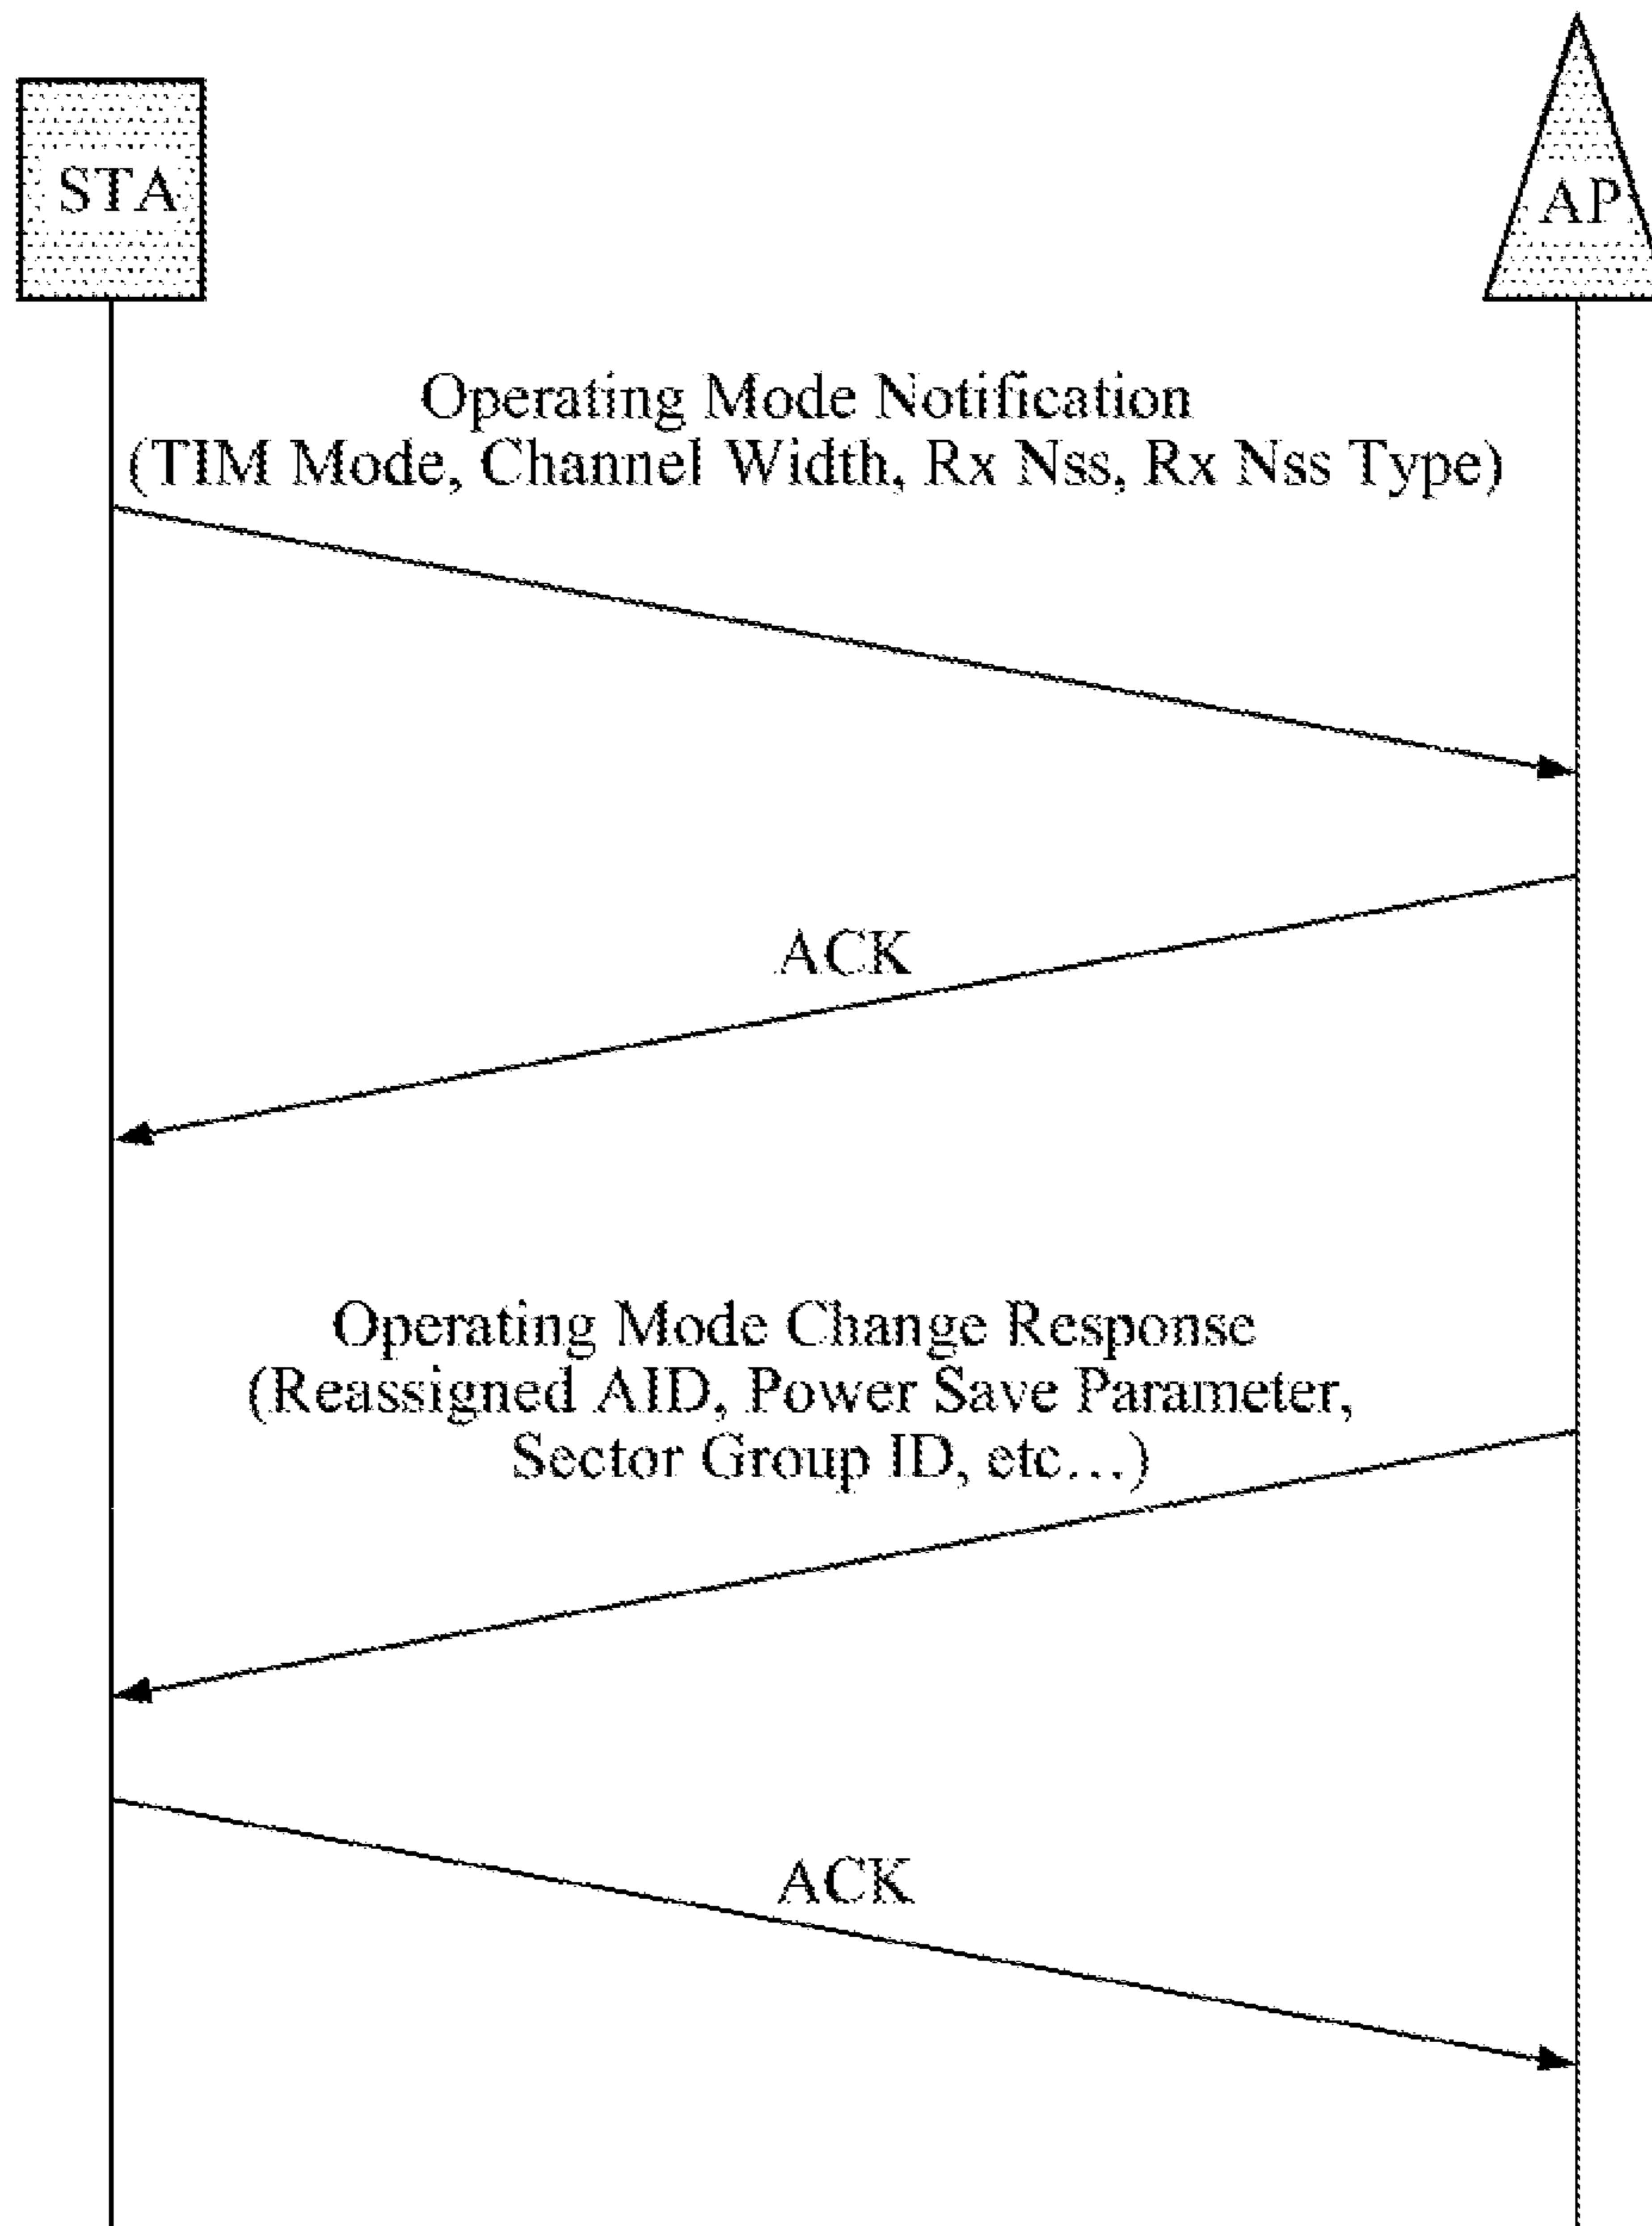 STA
AP
Operating Mode Notification
(TIM Mode, Channel Width, Rx Nss, Rx Nss Type)
ACK
Operating Mode Change Response
(Reassigned AID, Power Save Parameter,
Sector Group ID, etc...)
ACK